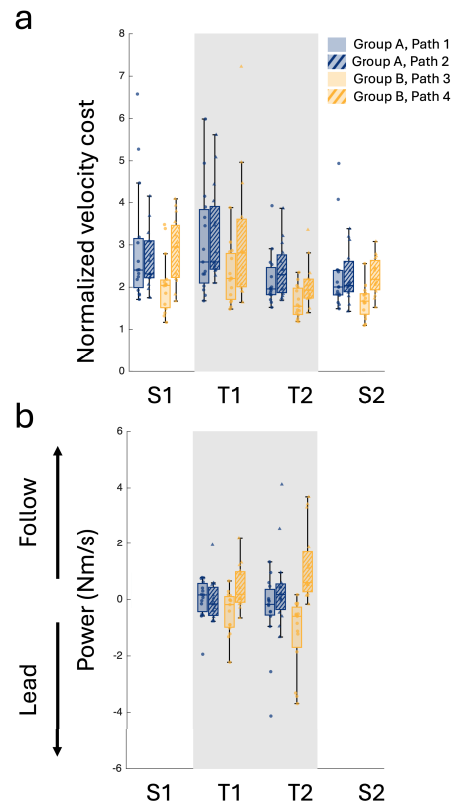 a
Normalized velocity cost
8
7
6
5
4
3
2
1
0
Group A, Path 1
Group A, Path 2
Group B, Path 3
Group B, Path 4
S1 T1 T2 S2
b
Follow
Lead
Power (Nm/s)
6
4
2
0
-2
-4
-6
S1 T1 T2 S2